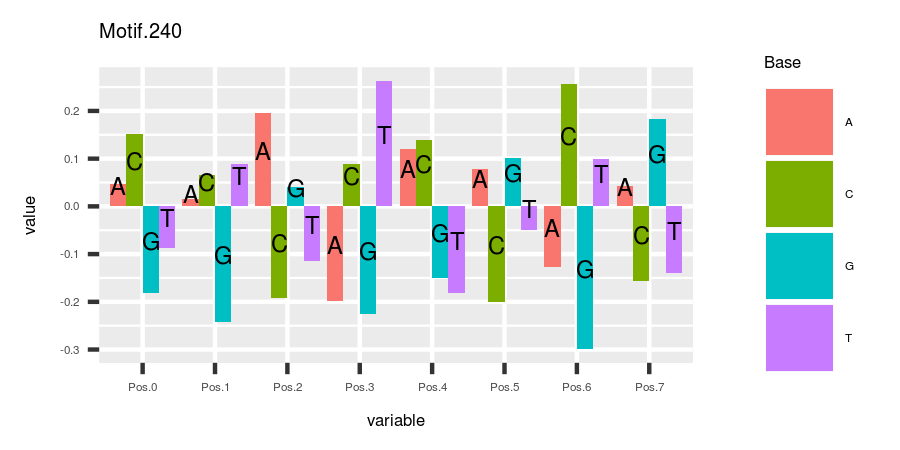 Motif.240
Base
A
C
G
T
value
0.2
0.1
0.0
-0.1
-0.2
-0.3
A C G T A C G T A C G T A C G T A C G T A C G T A C G T A C G T
Pos.0 Pos.1 Pos.2 Pos.3 Pos.4 Pos.5 Pos.6 Pos.7
variable